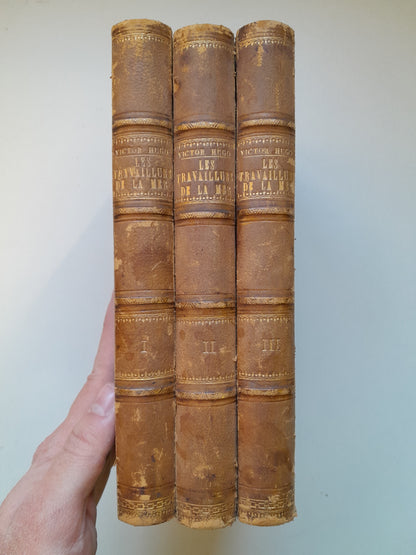 VICTOR HUGO
LES
TRAVAILLEURS
DE LA MER
I
VICTOR HUGO
LES
TRAVAILLEURS
DE LA MER
II
VICTOR HUGO
LES
TRAVAILLEURS
DE LA MER
III